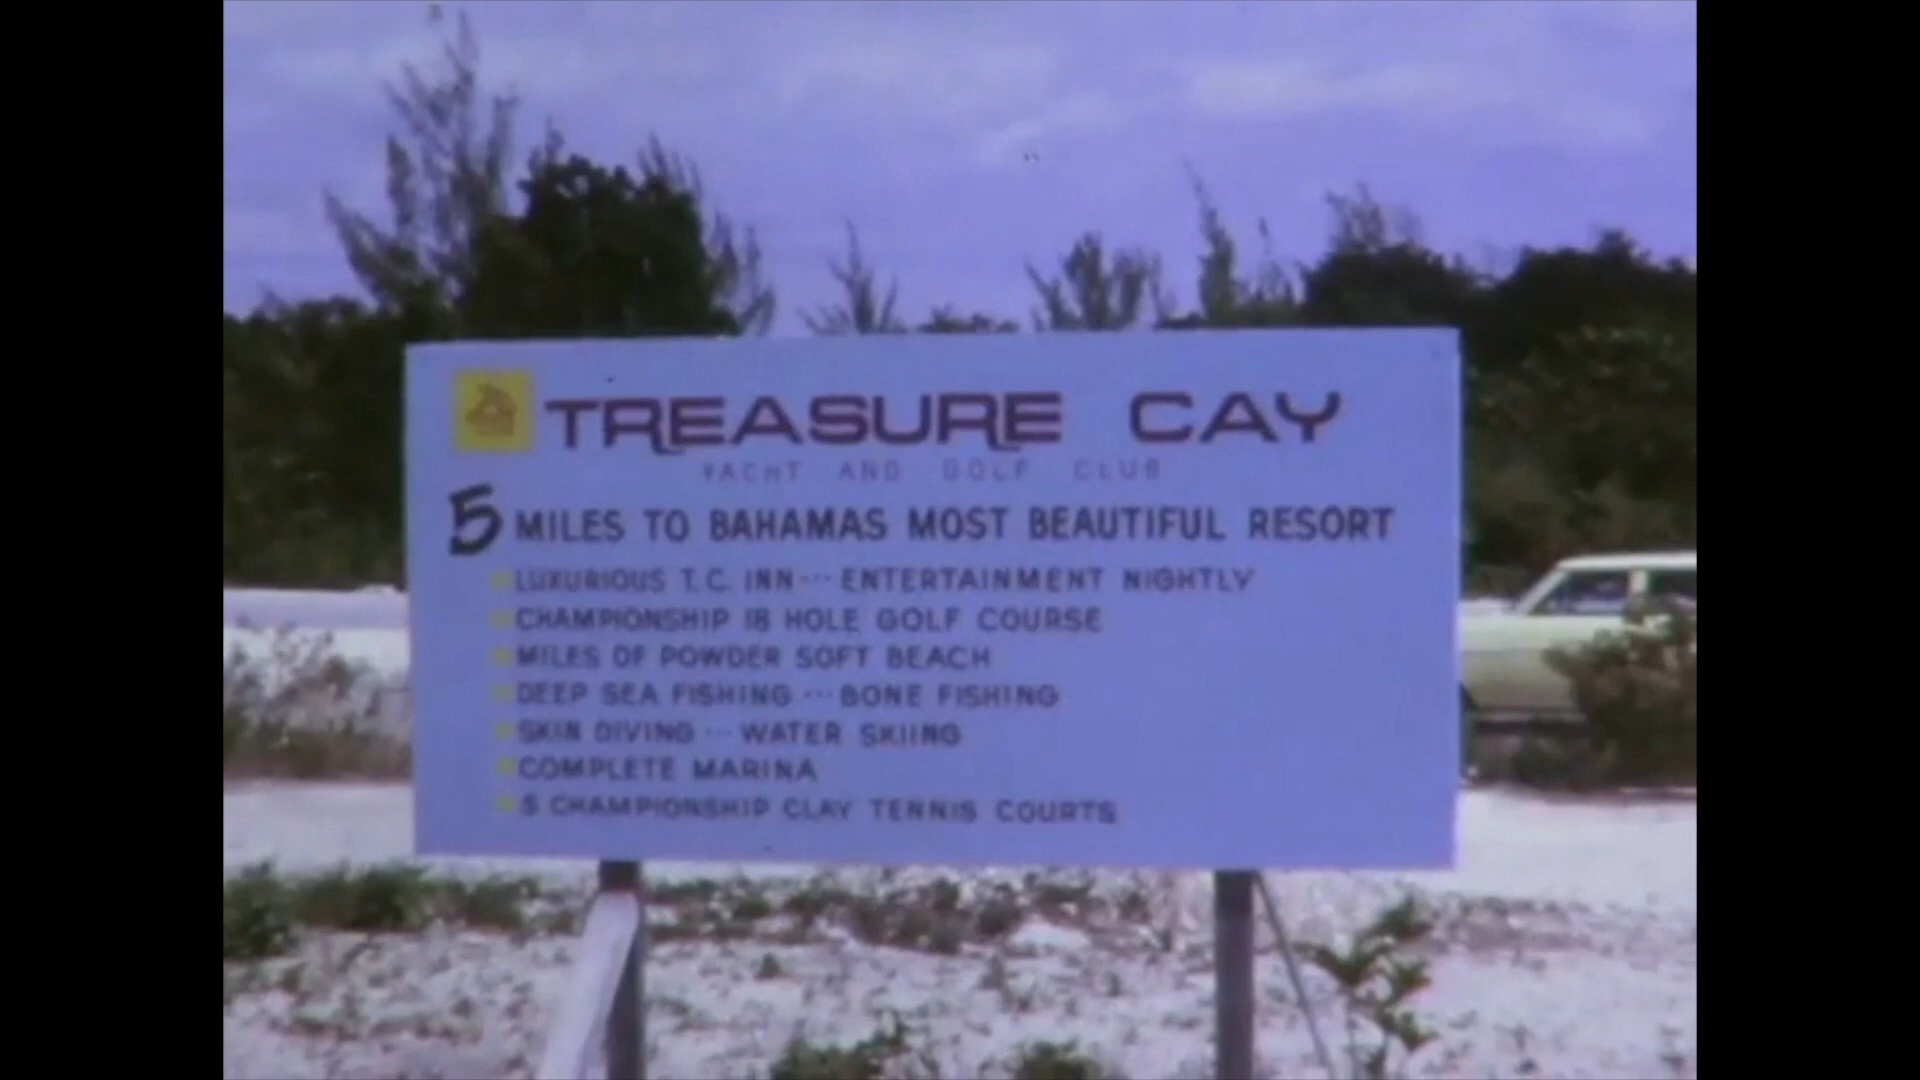 TREASURE CAY
YACHT AND GOLF CLUB
5 MILES TO BAHAMAS MOST BEAUTIFUL RESORT
LUXURIOUS T.C. INN--- ENTERTAINMENT NIGHTLY
CHAMPIONSHIP 18 HOLE GOLF COURSE
MILES OF POWDER SOFT BEACH
DEEP SEA FISHING --- BONE FISHING
SKIN DIVING --- WATER SKIING
COMPLETE MARINA
5 CHAMPIONSHIP CLAY TENNIS COURTS